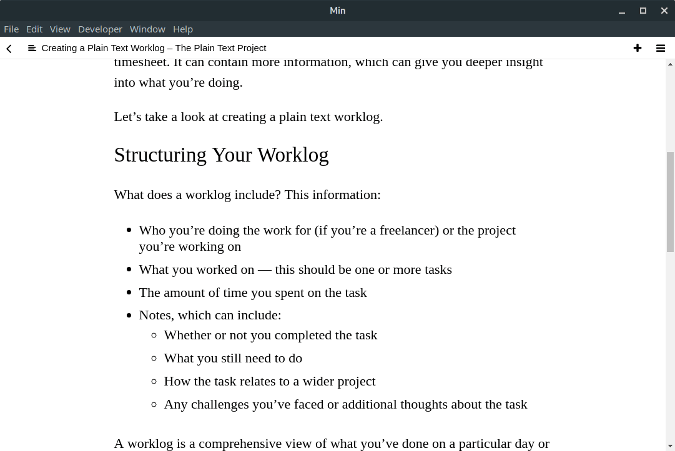 Min
File Edit View Developer Window Help
Creating a Plain Text Worklog – The Plain Text Project
timesheet. It can contain more information, which can give you deeper insight
into what you’re doing.
Let’s take a look at creating a plain text worklog.
Structuring Your Worklog
What does a worklog include? This information:
Who you’re doing the work for (if you’re a freelancer) or the project
you’re working on
What you worked on — this should be one or more tasks
The amount of time you spent on the task
Notes, which can include:
Whether or not you completed the task
What you still need to do
How the task relates to a wider project
Any challenges you’ve faced or additional thoughts about the task
A worklog is a comprehensive view of what you’ve done on a particular day or